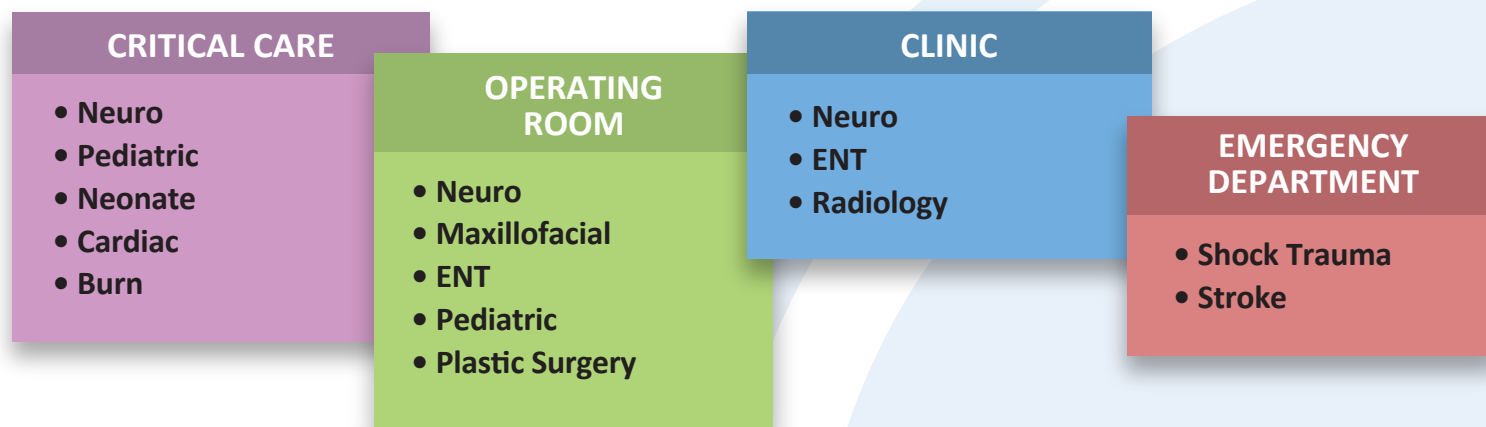 CRITICAL CARE
• Neuro
• Pediatric
• Neonate
• Cardiac
• Burn
OPERATING
ROOM
• Neuro
• Maxillofacial
• ENT
• Pediatric
• Plastic Surgery
CLINIC
• Neuro
• ENT
• Radiology
EMERGENCY
DEPARTMENT
• Shock Trauma
• Stroke